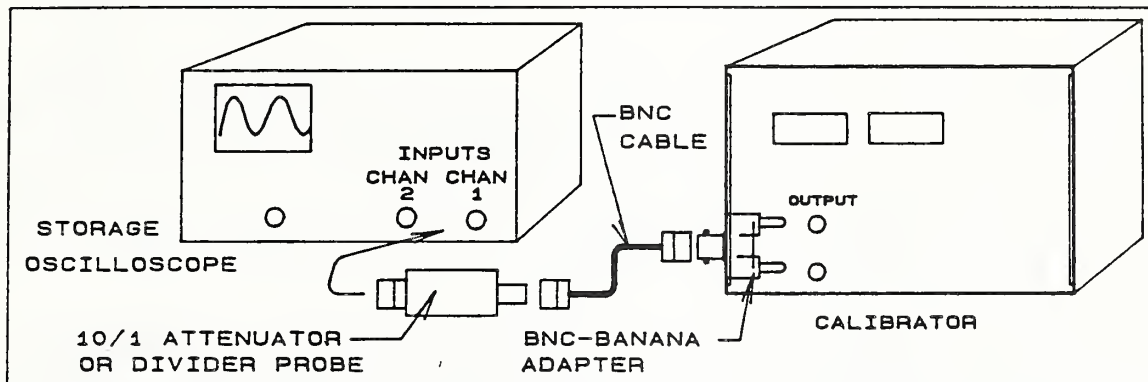 INPUTS
CHAN CHAN
2 1
STORAGE
OSCILLOSCOPE
10/1 ATTENUATOR
OR DIVIDER PROBE
BNC
CABLE
BNC-BANANA
ADAPTER
OUTPUT
CALIBRATOR